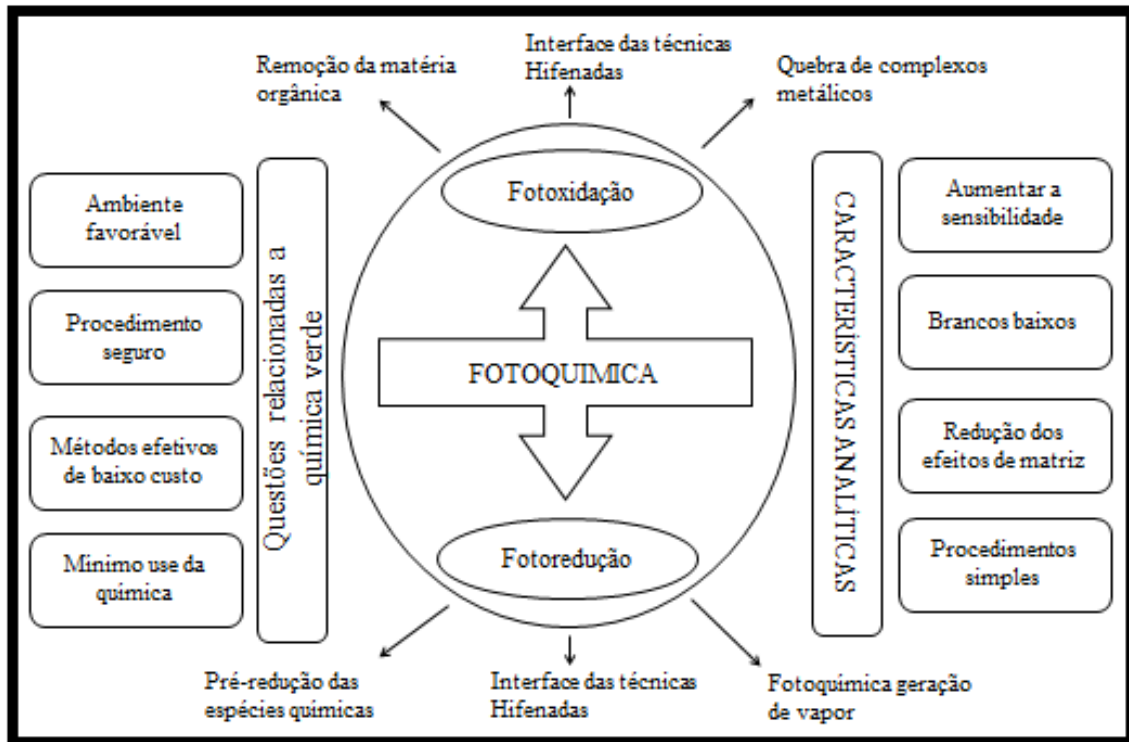 Remoção da matéria
orgânica
Interface das técnicas
Hifenadas
Quebra de complexos
metálicos
Ambiente
favorável
Procedimento
seguro
Métodos efetivos
de baixo custo
Minimo use da
química
Questões relacionadas a
química verde
Fotoxidação
FOTOQUIMICA
Fotoredução
CARACTERÍSTICAS ANALÍTICAS
Aumentar a
sensibilidade
Brancos baixos
Redução dos
efeitos de matriz
Procedimentos
simples
Pré-redução das
espécies químicas
Interface das técnicas
Hifenadas
Fotoquímica geração
de vapor